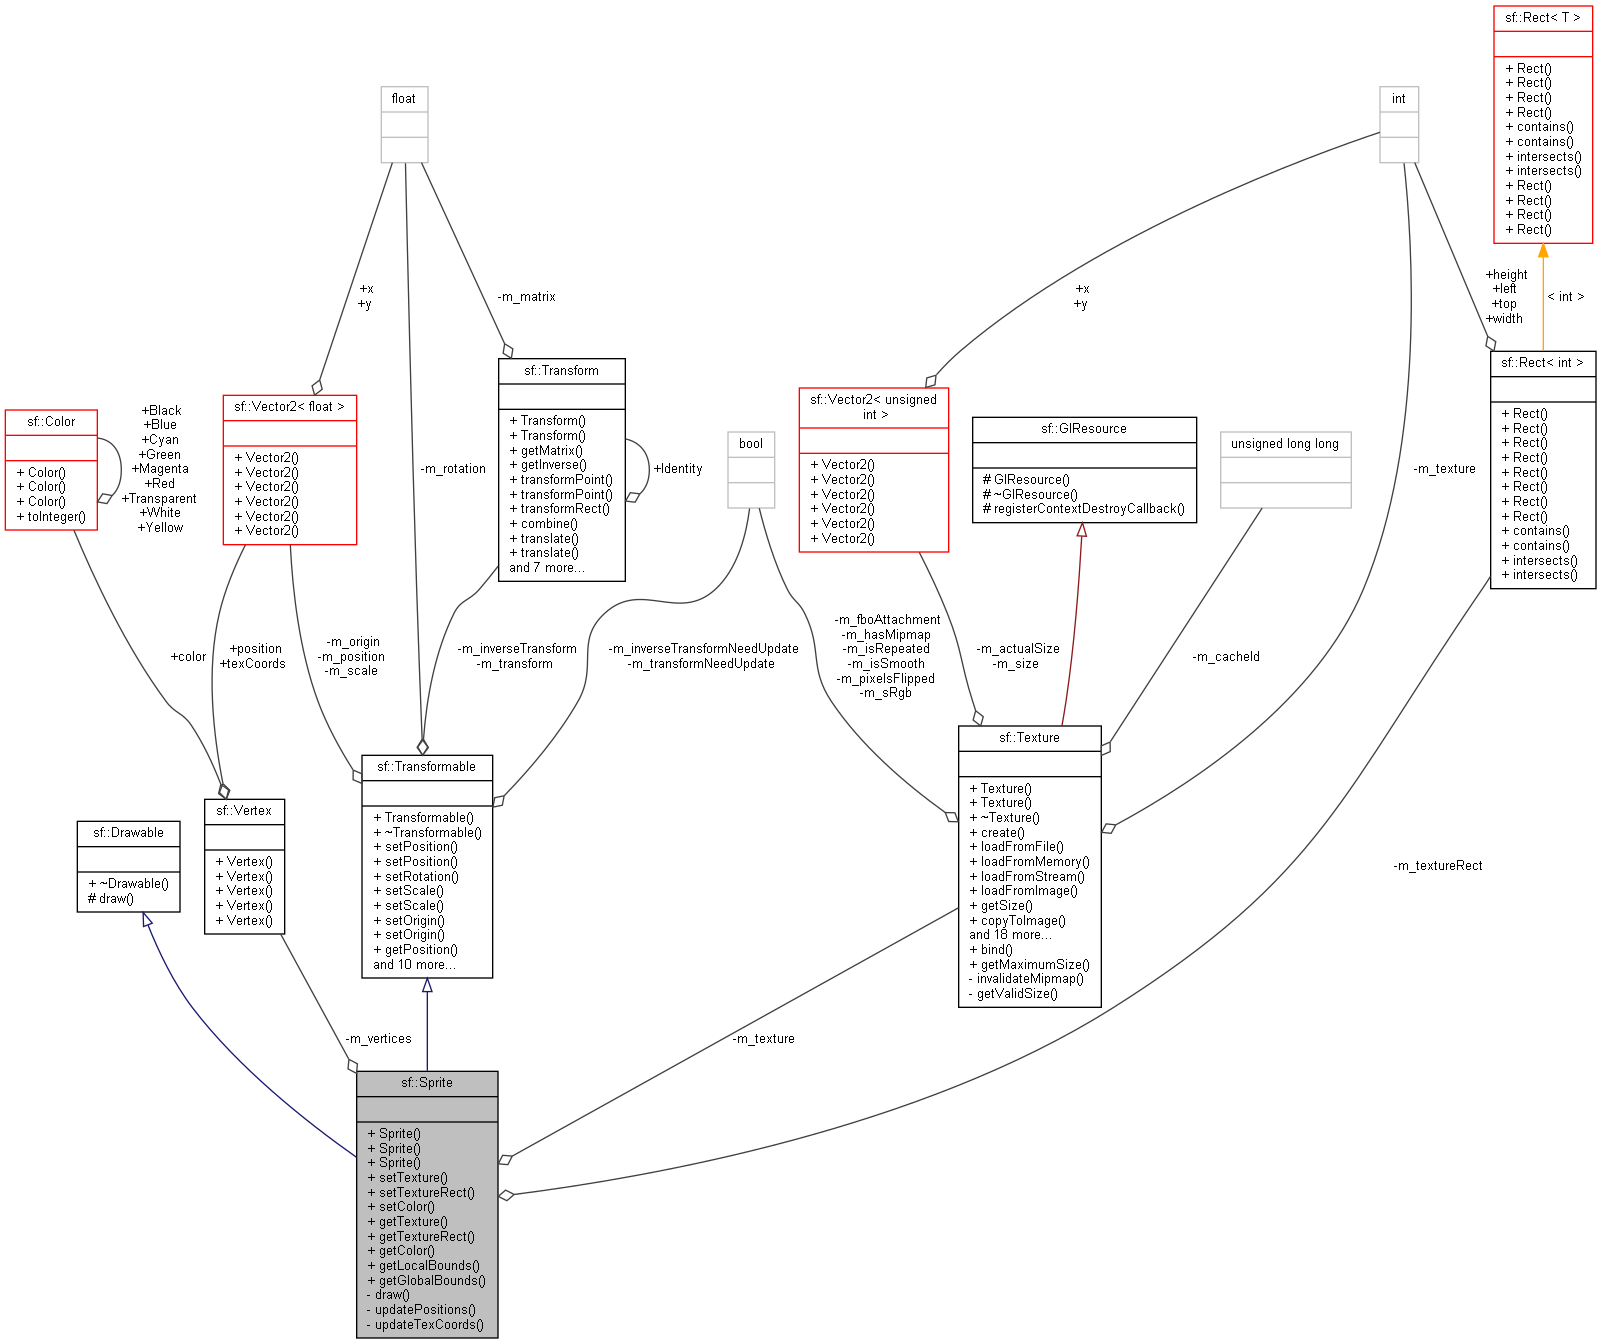 sf::Rect< T >
+ Rect()
+ Rect()
+ Rect()
+ Rect()
+ contains()
+ contains()
+ intersects()
+ intersects()
+ Rect()
+ Rect()
+ Rect()
+ Rect()
float
int
+x
+y
-m_matrix
+x
+y
+height
+left
+top
+width
< int >
sf::Transform
+ Transform()
+ Transform()
+ getMatrix()
+ getInverse()
+ transformPoint()
+ transformPoint()
+ transformRect()
+ combine()
+ translate()
+ translate()
and 7 more...
+Identity
sf::Rect< int >
+ Rect()
+ Rect()
+ Rect()
+ Rect()
+ Rect()
+ Rect()
+ Rect()
+ Rect()
+ contains()
+ contains()
+ intersects()
+ intersects()
sf::Color
+ Color()
+ Color()
+ Color()
+ toInteger()
+Black
+Blue
+Cyan
+Green
+Magenta
+Red
+Transparent
+White
+Yellow
sf::Vector2< float >
+ Vector2()
+ Vector2()
+ Vector2()
+ Vector2()
+ Vector2()
+ Vector2()
-m_rotation
bool
sf::Vector2< unsigned
int >
+ Vector2()
+ Vector2()
+ Vector2()
+ Vector2()
+ Vector2()
+ Vector2()
sf::GlResource
# GlResource()
# ~GlResource()
# registerContextDestroyCallback()
unsigned long long
-m_texture
+color
+position
+texCoords
-m_origin
-m_position
-m_scale
-m_inverseTransform
-m_transform
-m_inverseTransformNeedUpdate
-m_transformNeedUpdate
-m_fboAttachment
-m_hasMipmap
-m_isRepeated
-m_isSmooth
-m_pixelsFlipped
-m_sRgb
-m_actualSize
-m_size
-m_cacheId
sf::Drawable
+ ~Drawable()
# draw()
sf::Vertex
+ Vertex()
+ Vertex()
+ Vertex()
+ Vertex()
+ Vertex()
sf::Transformable
+ Transformable()
+ ~Transformable()
+ setPosition()
+ setPosition()
+ setRotation()
+ setScale()
+ setScale()
+ setOrigin()
+ setOrigin()
+ getPosition()
and 10 more...
sf::Texture
+ Texture()
+ Texture()
+ ~Texture()
+ create()
+ loadFromFile()
+ loadFromMemory()
+ loadFromStream()
+ loadFromImage()
+ getSize()
+ copyToImage()
and 18 more...
+ bind()
+ getMaximumSize()
- invalidateMipmap()
- getValidSize()
-m_textureRect
-m_vertices
-m_texture
sf::Sprite
+ Sprite()
+ Sprite()
+ Sprite()
+ setTexture()
+ setTextureRect()
+ setColor()
+ getTexture()
+ getTextureRect()
+ getColor()
+ getLocalBounds()
+ getGlobalBounds()
- draw()
- updatePositions()
- updateTexCoords()